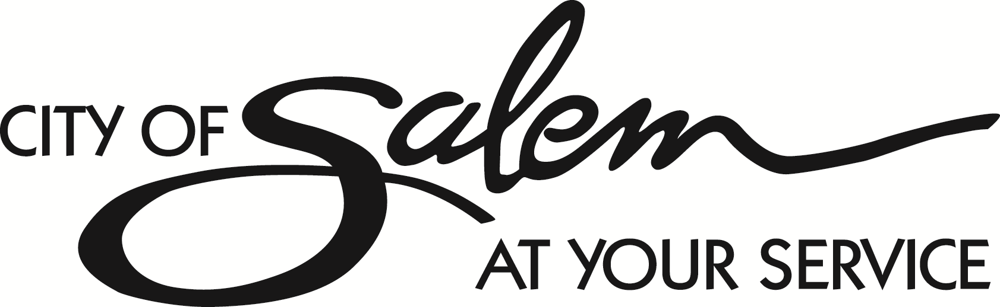 CITY OF Salem
AT YOUR SERVICE